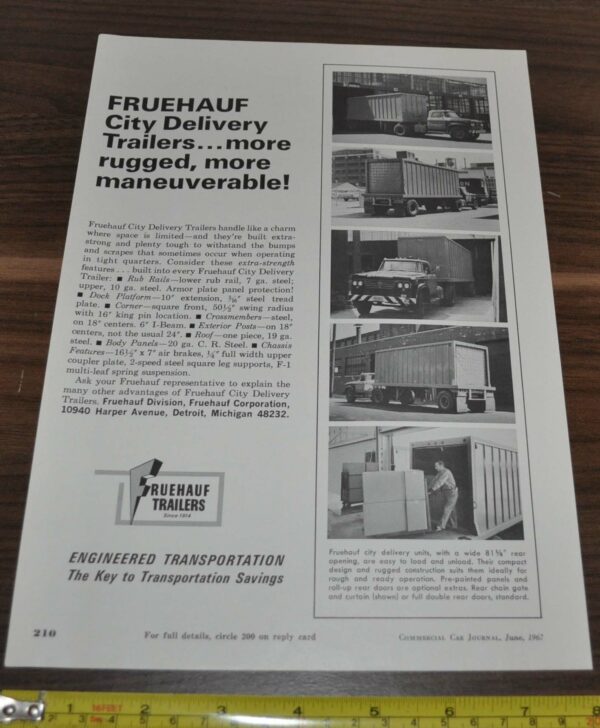 FRUEHAUF
City Delivery
Trailers...more
rugged, more
maneuverable!
Fruehauf City Delivery Trailers handle like a charm
where space is limited—and they're built extra-
strong and plenty tough to withstand the bumps
and scrapes that sometimes occur when operating
in tight quarters. Consider these extra-strength
features... built into every Fruehauf City Delivery
Trailer: ■ Rub Rails—lower rub rail, 7 ga. steel;
upper, 10 ga. steel. Armor plate panel protection!
■ Dock Platform—10" extension, 3/16" steel tread
plate. ■ Corner—square front, 50½" swing radius
with 16" king pin location. ■ Crossmembers—steel,
on 18" centers. 6" I-Beam. ■ Exterior Posts—on 18"
centers, not the usual 24". ■ Roof—one piece, 19 ga.
steel. ■ Body Panels—20 ga. C. R. Steel. ■ Chassis
Features—16½" x 7" air brakes, ¼" full width upper
coupler plate, 2-speed steel square leg supports, F-1
multi-leaf spring suspension.
Ask your Fruehauf representative to explain the
many other advantages of Fruehauf City Delivery
Trailers. Fruehauf Division, Fruehauf Corporation,
10940 Harper Avenue, Detroit, Michigan 48232.
FRUEHAUF
TRAILERS
Since 1914
ENGINEERED TRANSPORTATION
The Key to Transportation Savings
Fruehauf city delivery units, with a wide 81⅝" rear
opening, are easy to load and unload. Their compact
design and rugged construction suits them ideally for
rough and ready operation. Pre-painted panels and
roll-up rear doors are optional extras. Rear chain gate
and curtain (shown) or full double rear doors, standard.
210
For full details, circle 200 on reply card
COMMERCIAL CAR JOURNAL, June, 1967
16FEET
1 2 3 4 5 6 7